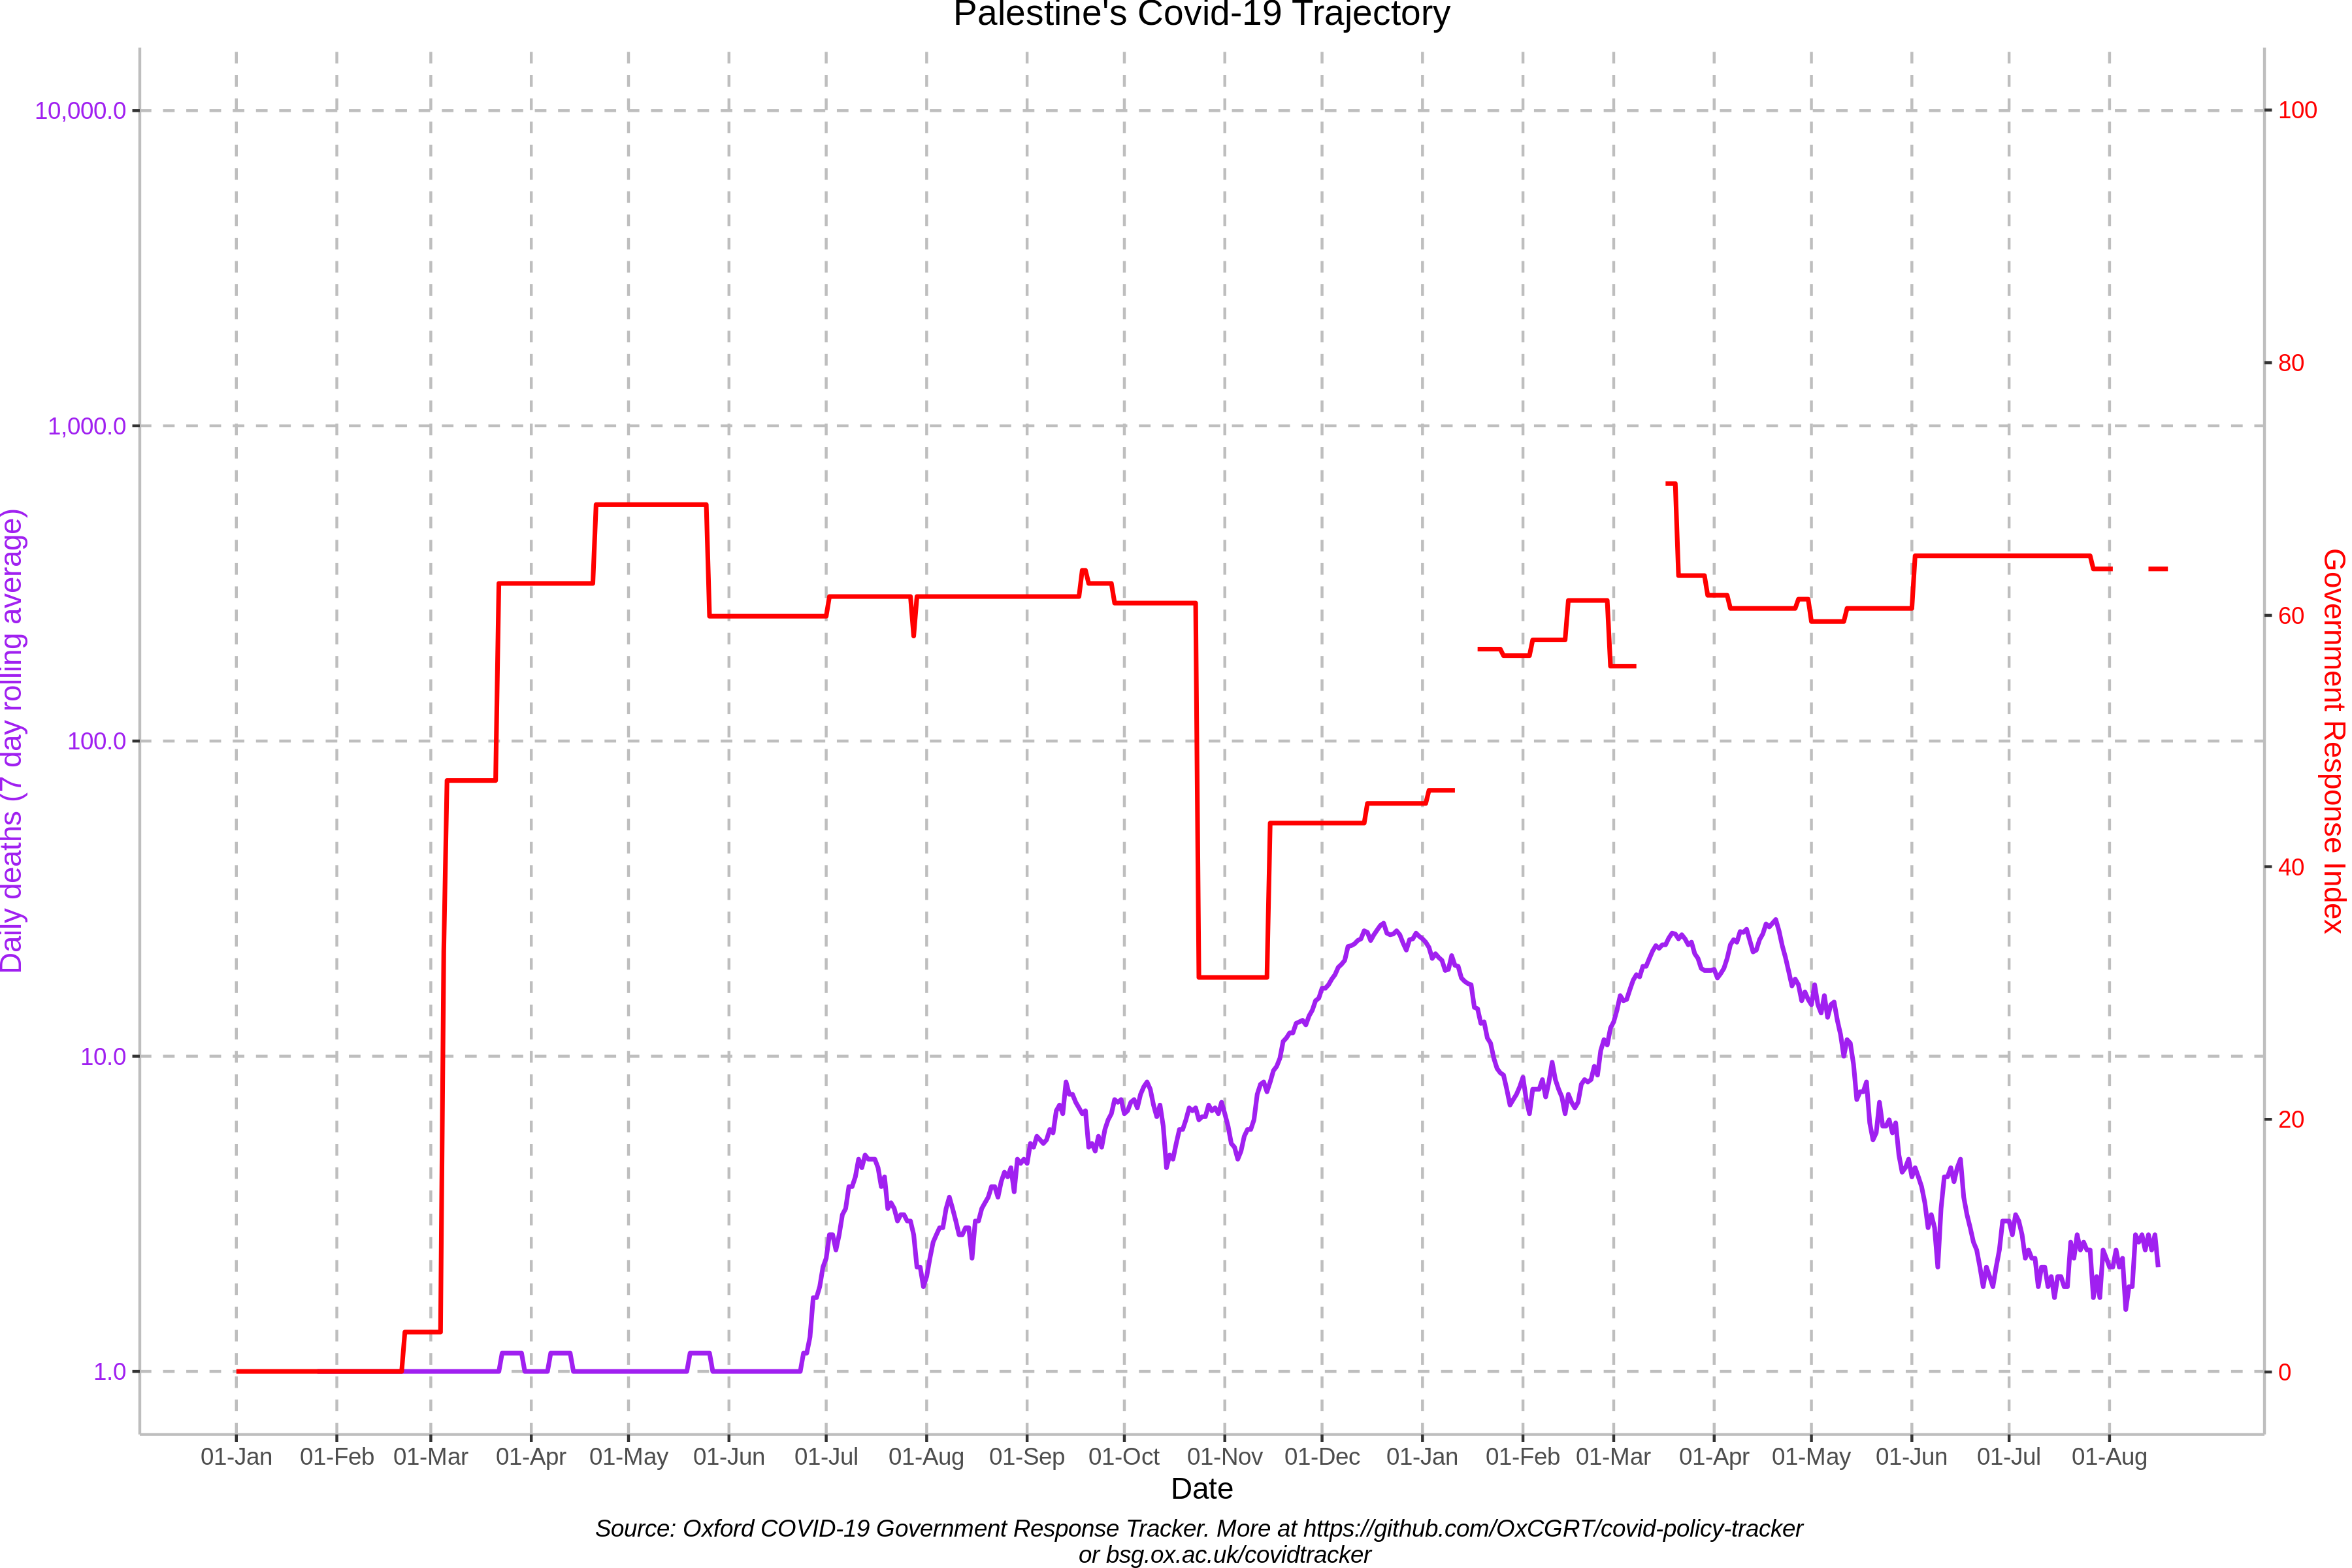 Palestine's Covid-19 Trajectory
Daily deaths (7 day rolling average)
10,000.0
1,000.0
100.0
10.0
1.0
100
80
60
40
20
0
Government Response Index
01-Jan 01-Feb 01-Mar 01-Apr 01-May 01-Jun 01-Jul 01-Aug 01-Sep 01-Oct 01-Nov 01-Dec 01-Jan 01-Feb 01-Mar 01-Apr 01-May 01-Jun 01-Jul 01-Aug
Date
Source: Oxford COVID-19 Government Response Tracker. More at https://github.com/OxCGRT/covid-policy-tracker
or bsg.ox.ac.uk/covidtracker